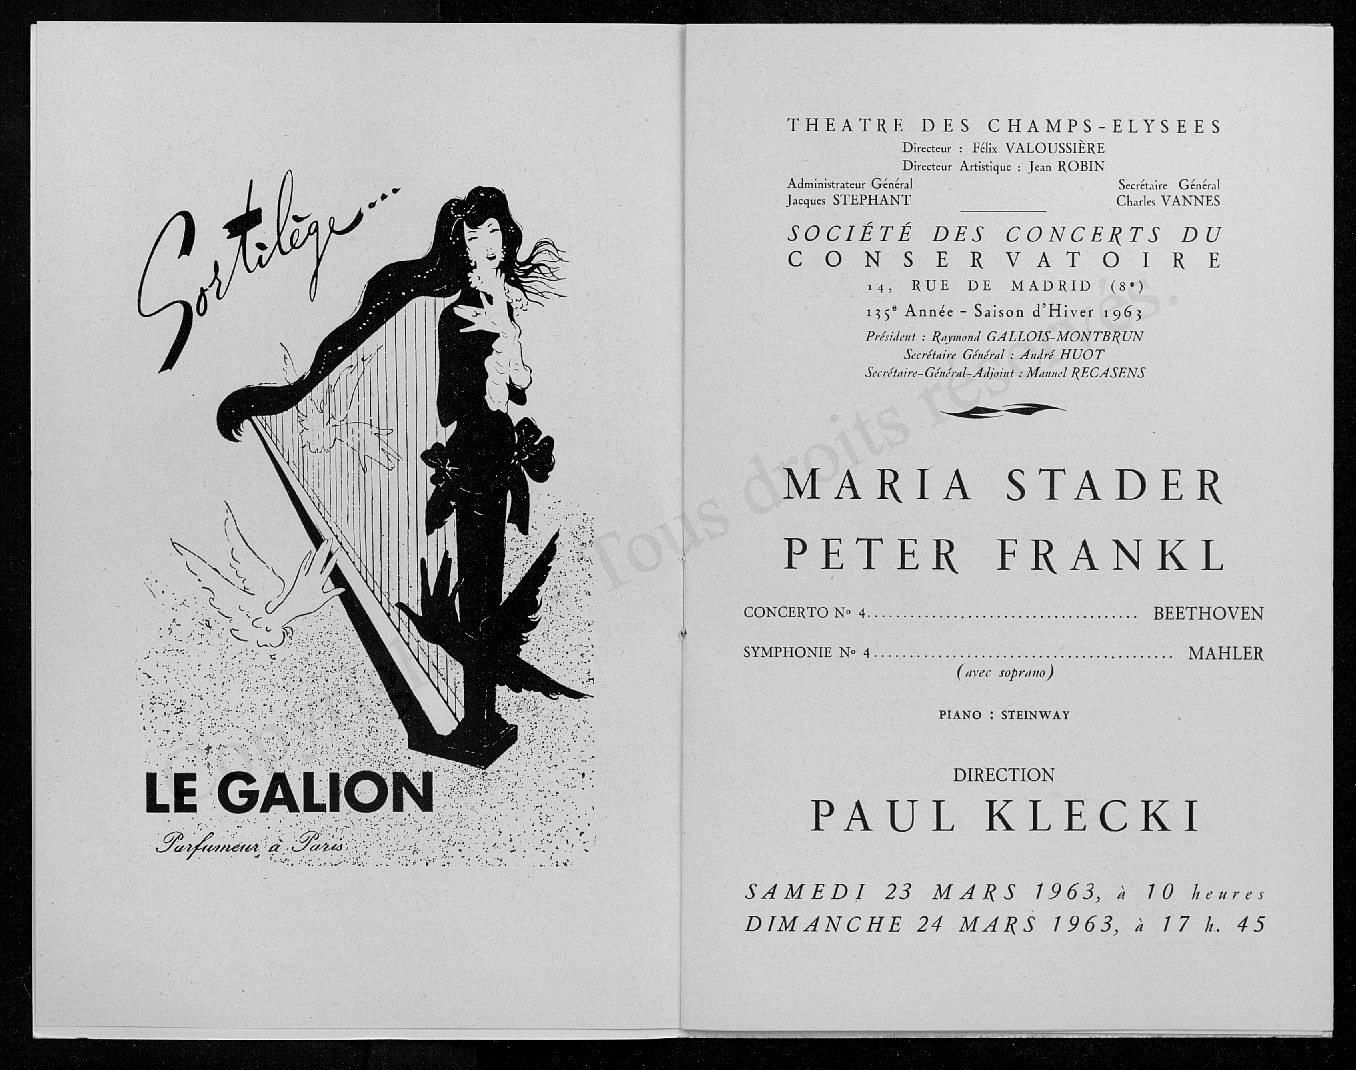 Sortilège...
LE GALION
Parfumeur à Paris
THEATRE DES CHAMPS-ELYSEES
Directeur : Félix VALOUSSIÈRE
Directeur Artistique : Jean ROBIN
Administrateur Général Secrétaire Général
Jacques STEPHANT Charles VANNES
SOCIÉTÉ DES CONCERTS DU
CONSERVATOIRE
14, RUE DE MADRID (8e)
135e Année - Saison d'Hiver 1963
Président : Raymond GALLOIS-MONTBRUN
Secrétaire Général : André HUOT
Secrétaire-Général-Adjoint : Manuel RECASENS
MARIA STADER
PETER FRANKL
CONCERTO No 4...................................... BEETHOVEN
SYMPHONIE No 4.......................................... MAHLER
(avec soprano)
PIANO : STEINWAY
DIRECTION
PAUL KLECKI
SAMEDI 23 MARS 1963, à 10 heures
DIMANCHE 24 MARS 1963, à 17 h. 45
Tous droits réservés.